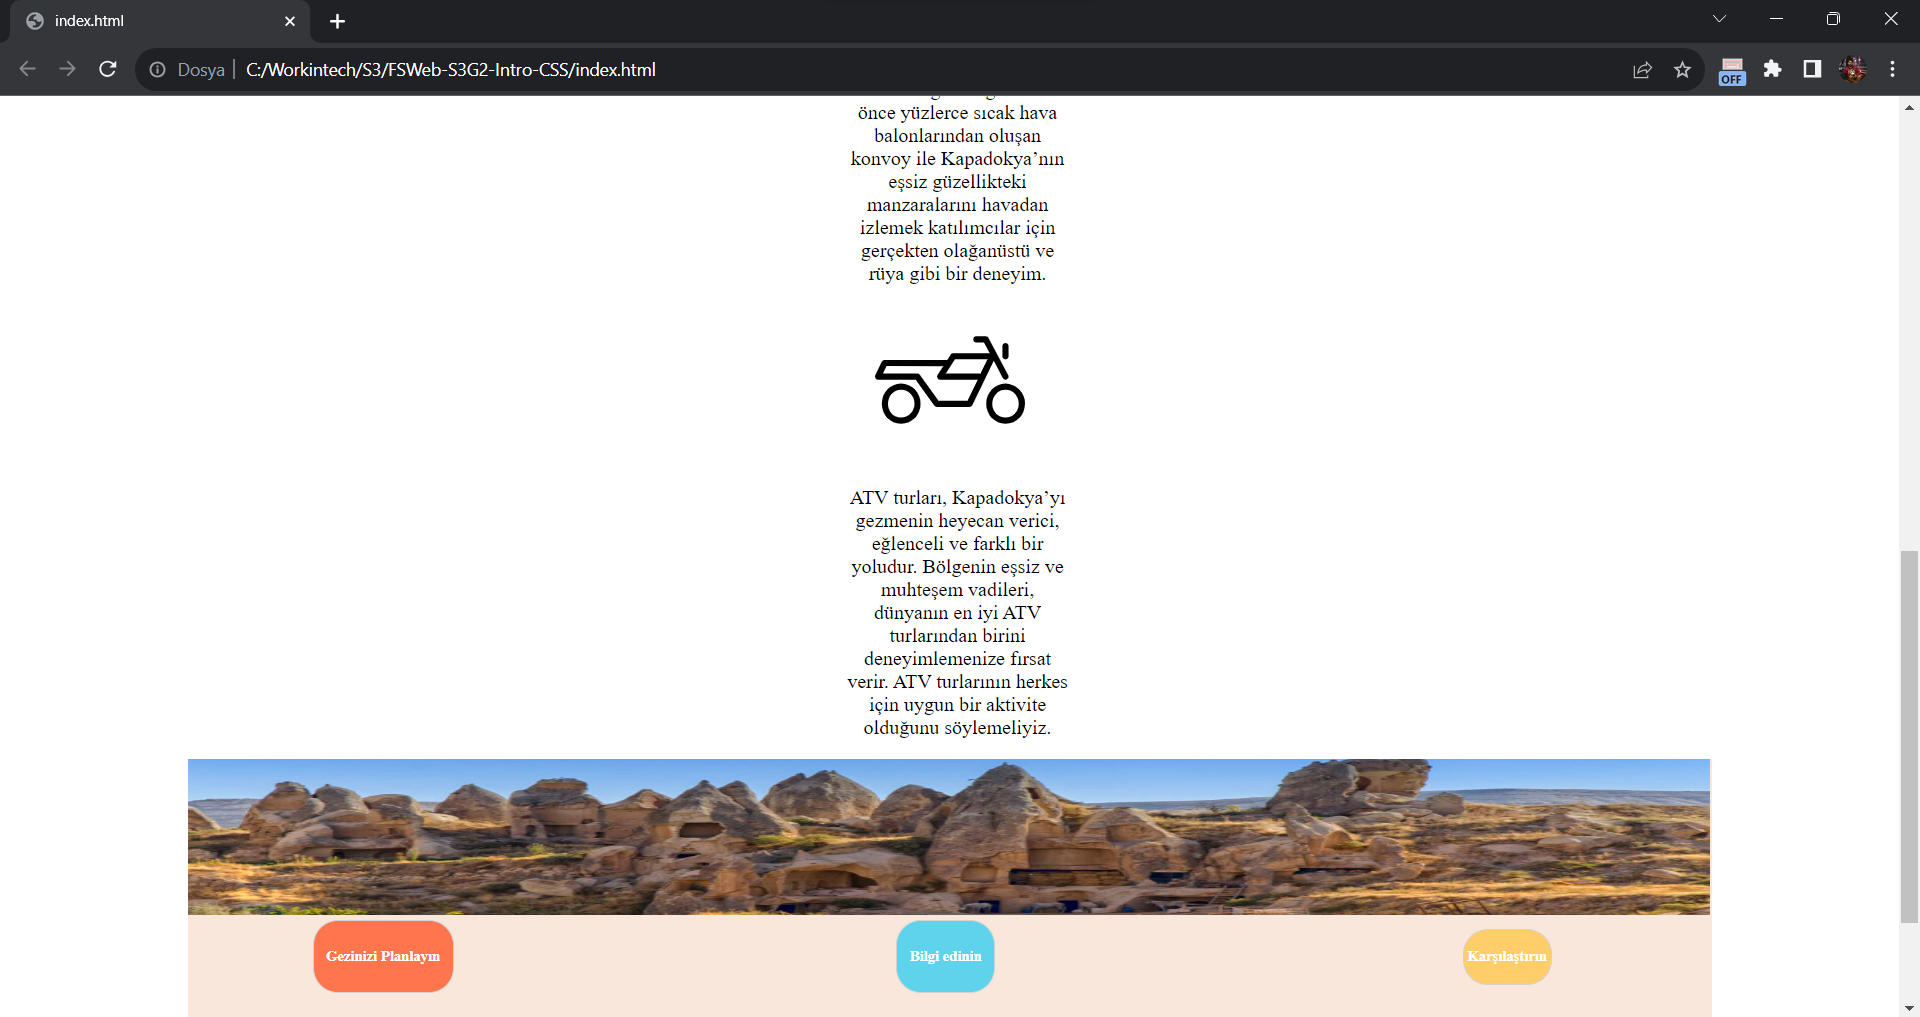 index.html
Dosya | C:/Workintech/S3/FSWeb-S3G2-Intro-CSS/index.html
OFF
önce yüzlerce sıcak hava
balonlarından oluşan
konvoy ile Kapadokya’nın
eşsiz güzellikteki
manzaralarını havadan
izlemek katılımcılar için
gerçekten olağanüstü ve
rüya gibi bir deneyim.
ATV turları, Kapadokya’yı
gezmenin heyecan verici,
eğlenceli ve farklı bir
yoludur. Bölgenin eşsiz ve
muhteşem vadileri,
dünyanın en iyi ATV
turlarından birini
deneyimlemenize fırsat
verir. ATV turlarının herkes
için uygun bir aktivite
olduğunu söylemeliyiz.
Gezinizi Planlayın
Bilgi edinin
Karşılaştırın